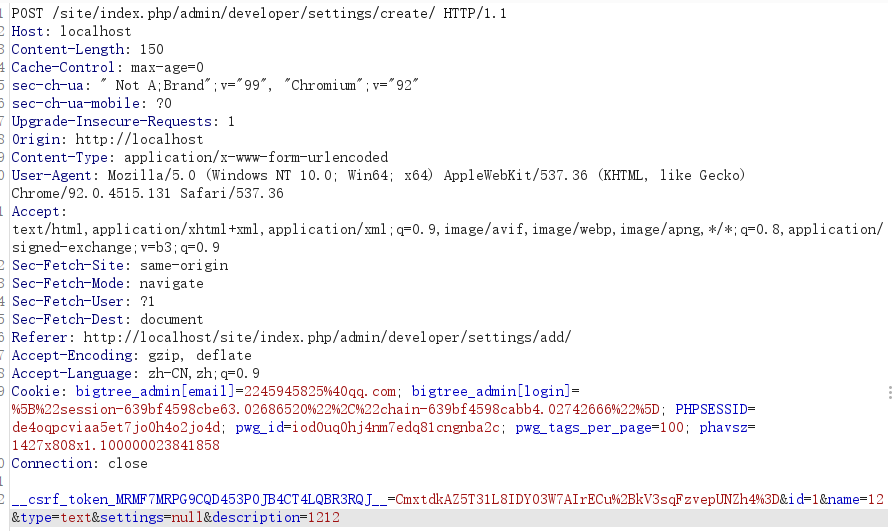 POST /site/index.php/admin/developer/settings/create/ HTTP/1.1
Host: localhost
Content-Length: 150
Cache-Control: max-age=0
sec-ch-ua: " Not A;Brand";v="99", "Chromium";v="92"
sec-ch-ua-mobile: ?0
Upgrade-Insecure-Requests: 1
Origin: http://localhost
Content-Type: application/x-www-form-urlencoded
User-Agent: Mozilla/5.0 (Windows NT 10.0; Win64; x64) AppleWebKit/537.36 (KHTML, like Gecko)
Chrome/92.0.4515.131 Safari/537.36
Accept:
text/html,application/xhtml+xml,application/xml;q=0.9,image/avif,image/webp,image/apng,*/*;q=0.8,application/
signed-exchange;v=b3;q=0.9
Sec-Fetch-Site: same-origin
Sec-Fetch-Mode: navigate
Sec-Fetch-User: ?1
Sec-Fetch-Dest: document
Referer: http://localhost/site/index.php/admin/developer/settings/add/
Accept-Encoding: gzip, deflate
Accept-Language: zh-CN,zh;q=0.9
Cookie: bigtree_admin[email]=2245945825%40qq.com; bigtree_admin[login]=
%5B%22session-639bf4598cbe63.02686520%22%2C%22chain-639bf4598cabb4.02742666%22%5D; PHPSESSID=
de4oqpcviaa5et7jo0h4o2jo4d; pwg_id=iod0uq0hj4nm7edq81cngnba2c; pwg_tags_per_page=100; phavsz=
1427x808x1.100000023841858
Connection: close
__csrf_token_MRMF7MRPG9CQD453P0JB4CT4LQBR3RQJ__=CmxtdkAZ5T31L8IDY03W7AIrECu%2BkV3sqFzvepUNZh4%3D&id=1&name=12
&type=text&settings=null&description=1212